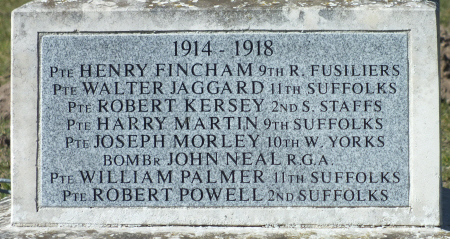 1914 - 1918
PTE HENRY FINCHAM 9TH R. FUSILIERS
PTE WALTER JAGGARD 11TH SUFFOLKS
PTE ROBERT KERSEY 2ND S. STAFFS
PTE HARRY MARTIN 9TH SUFFOLKS
PTE JOSEPH MORLEY 10TH W. YORKS
BOMBR JOHN NEAL R.G.A.
PTE WILLIAM PALMER 11TH SUFFOLKS
PTE ROBERT POWELL 2ND SUFFOLKS